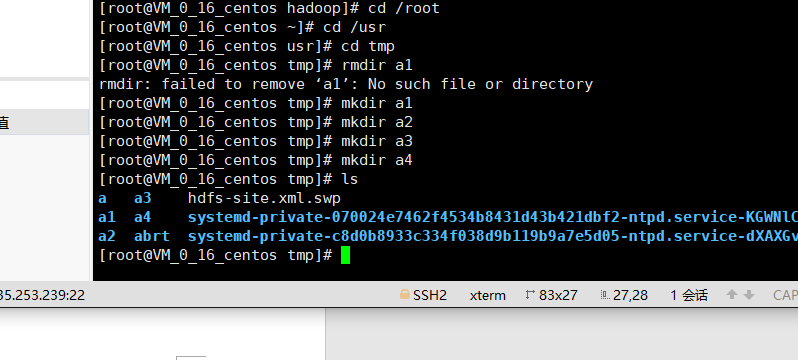 [root@VM_0_16_centos hadoop]# cd /root
[root@VM_0_16_centos ~]# cd /usr
[root@VM_0_16_centos usr]# cd tmp
[root@VM_0_16_centos tmp]# rmdir a1
rmdir: failed to remove ‘a1’: No such file or directory
[root@VM_0_16_centos tmp]# mkdir a1
[root@VM_0_16_centos tmp]# mkdir a2
[root@VM_0_16_centos tmp]# mkdir a3
[root@VM_0_16_centos tmp]# mkdir a4
[root@VM_0_16_centos tmp]# ls
a a3 hdfs-site.xml.swp
a1 a4 systemd-private-070024e7462f4534b8431d43b421dbf2-ntpd.service-KGWNlC
a2 abrt systemd-private-c8d0b8933c334f038d9b119b9a7e5d05-ntpd.service-dXAXGv
[root@VM_0_16_centos tmp]#
值
35.253.239:22 SSH2 xterm 83x27 27,28 1 会话 CAP